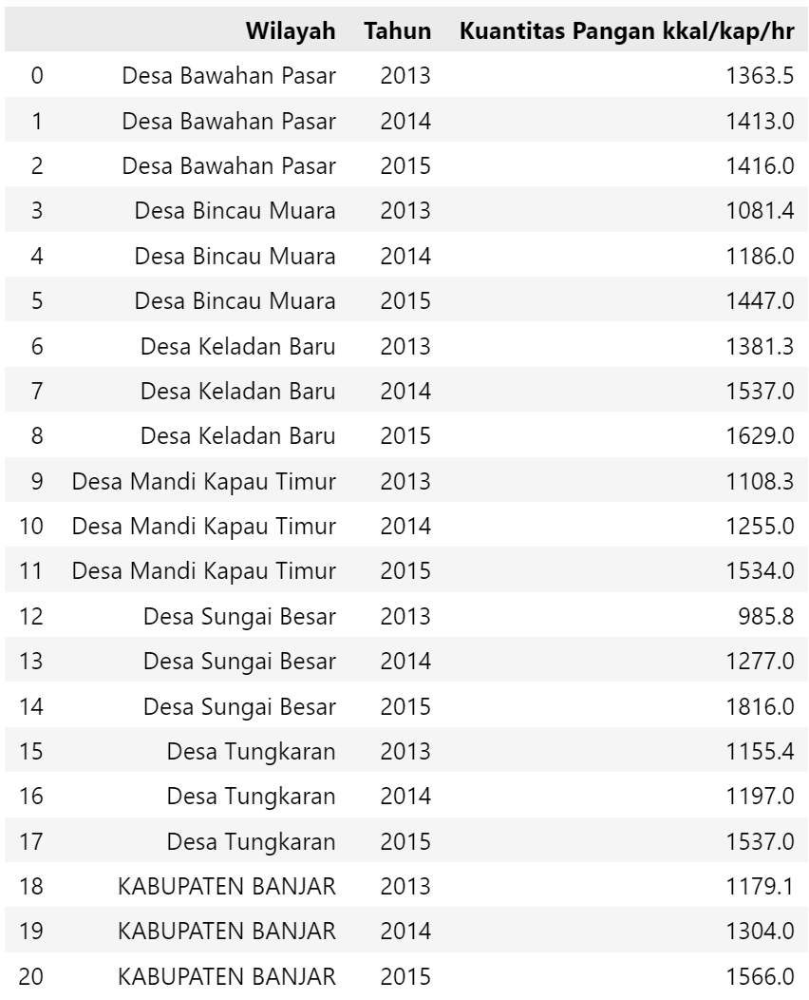 Wilayah Tahun Kuantitas Pangan kkal/kap/hr
0 Desa Bawahan Pasar 2013 1363.5
1 Desa Bawahan Pasar 2014 1413.0
2 Desa Bawahan Pasar 2015 1416.0
3 Desa Bincau Muara 2013 1081.4
4 Desa Bincau Muara 2014 1186.0
5 Desa Bincau Muara 2015 1447.0
6 Desa Keladan Baru 2013 1381.3
7 Desa Keladan Baru 2014 1537.0
8 Desa Keladan Baru 2015 1629.0
9 Desa Mandi Kapau Timur 2013 1108.3
10 Desa Mandi Kapau Timur 2014 1255.0
11 Desa Mandi Kapau Timur 2015 1534.0
12 Desa Sungai Besar 2013 985.8
13 Desa Sungai Besar 2014 1277.0
14 Desa Sungai Besar 2015 1816.0
15 Desa Tungkaran 2013 1155.4
16 Desa Tungkaran 2014 1197.0
17 Desa Tungkaran 2015 1537.0
18 KABUPATEN BANJAR 2013 1179.1
19 KABUPATEN BANJAR 2014 1304.0
20 KABUPATEN BANJAR 2015 1566.0